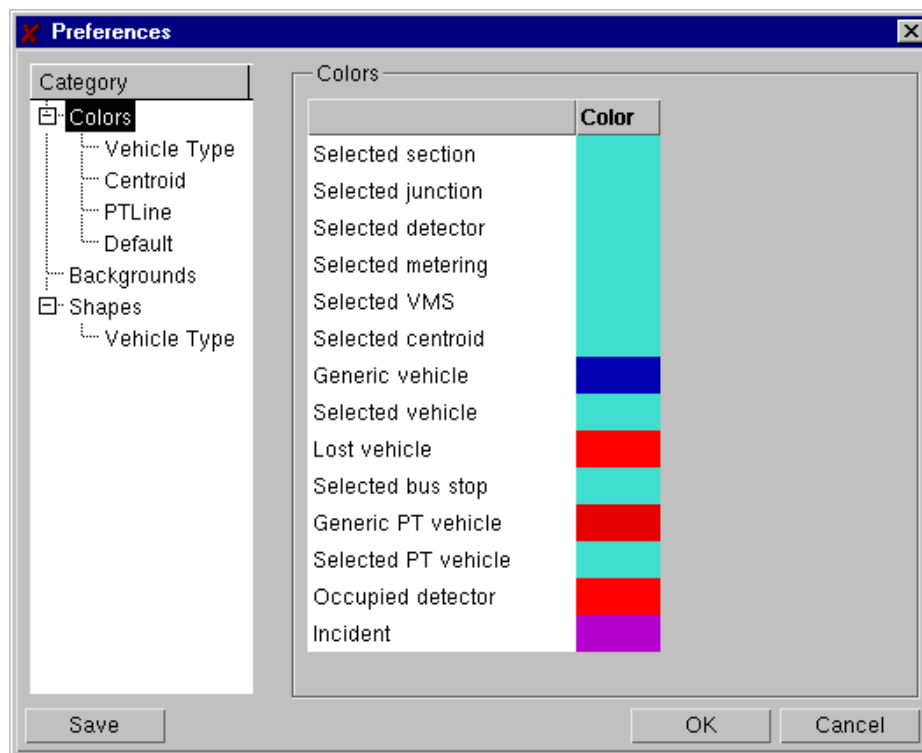 Preferences
Category
Colors
Vehicle Type
Centroid
PTLine
Default
Backgrounds
Shapes
Vehicle Type
Colors
Color
Selected section
Selected junction
Selected detector
Selected metering
Selected VMS
Selected centroid
Generic vehicle
Selected vehicle
Lost vehicle
Selected bus stop
Generic PT vehicle
Selected PT vehicle
Occupied detector
Incident
Save
OK
Cancel